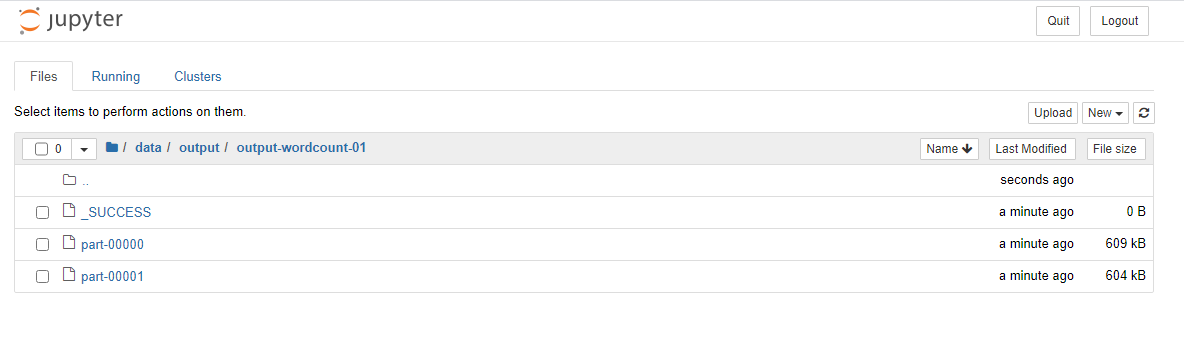 jupyter Quit Logout
Files Running Clusters
Select items to perform actions on them. Upload New
0 / data / output / output-wordcount-01 Name Last Modified File size
.. seconds ago
_SUCCESS a minute ago 0 B
part-00000 a minute ago 609 kB
part-00001 a minute ago 604 kB